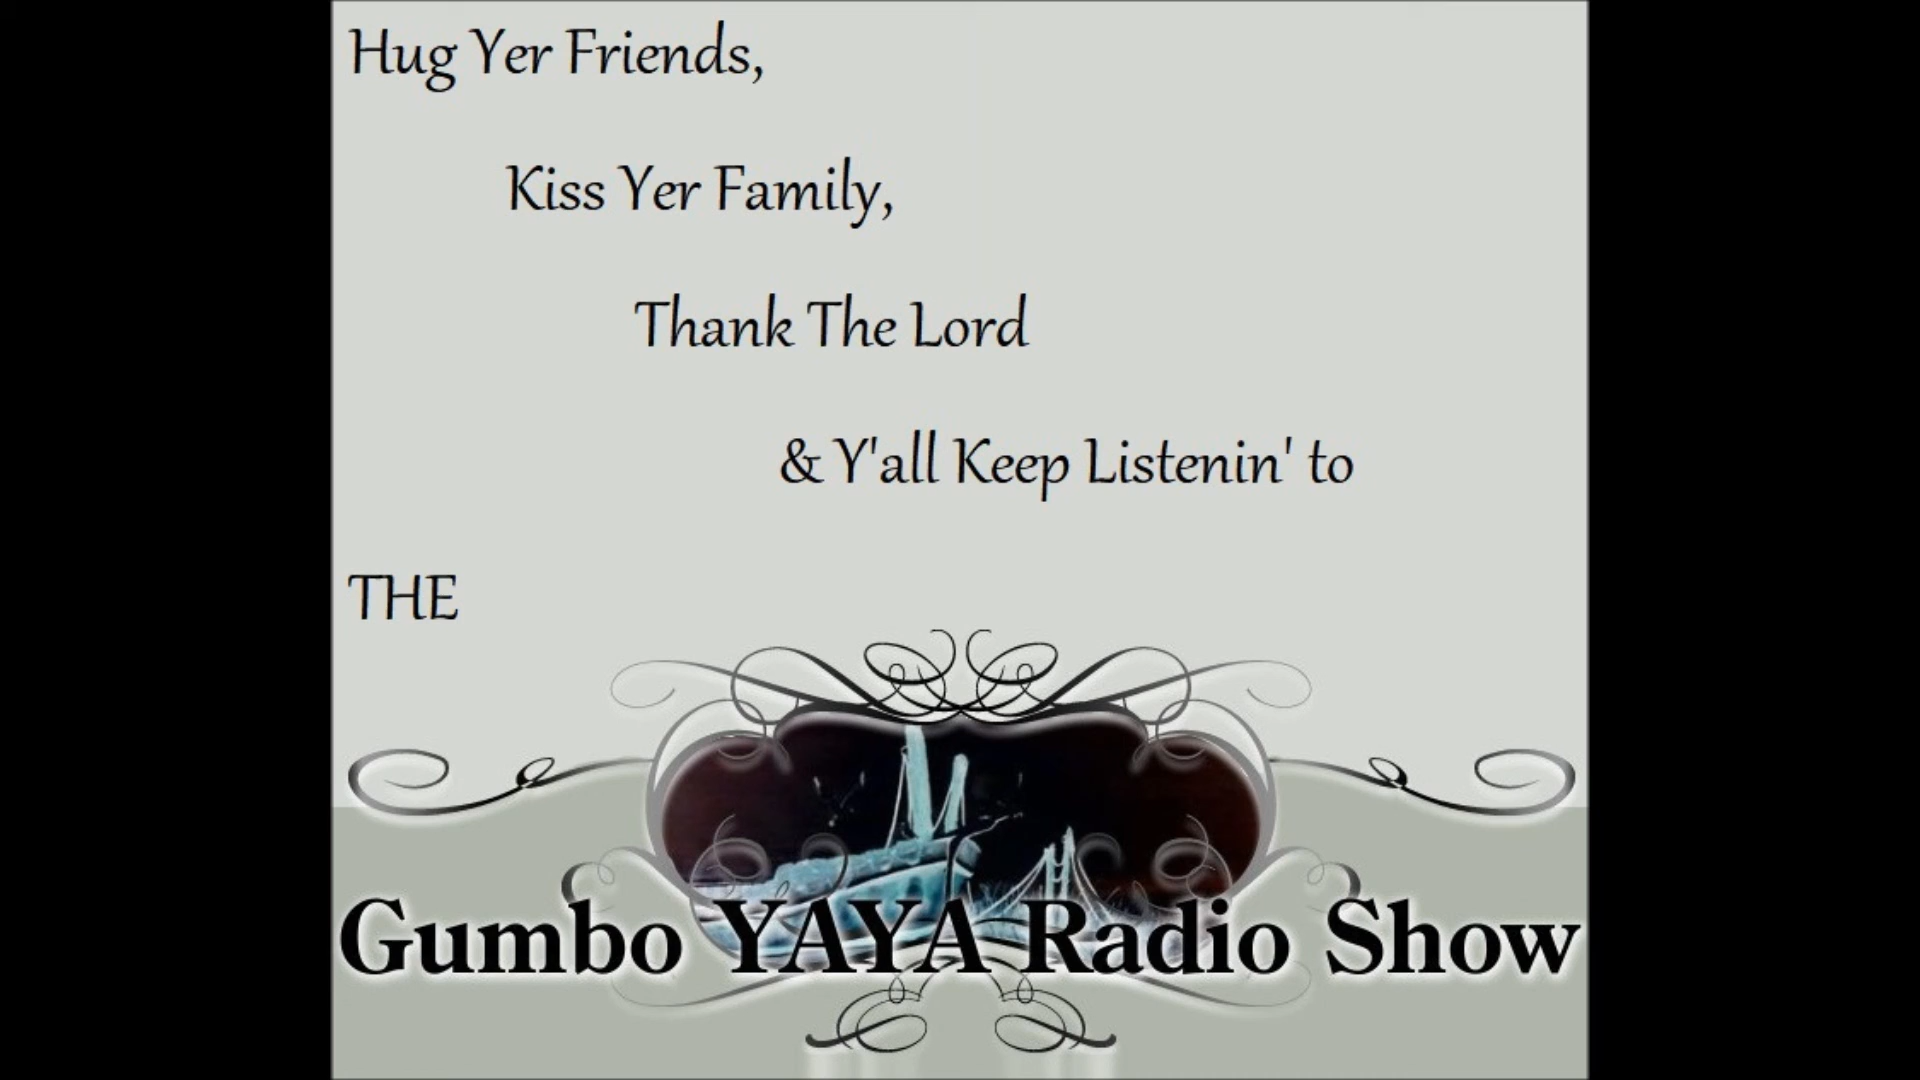 Hug Yer Friends,
Kiss Yer Family,
Thank The Lord
& Y'all Keep Listenin' to
THE
Gumbo YAYA Radio Show